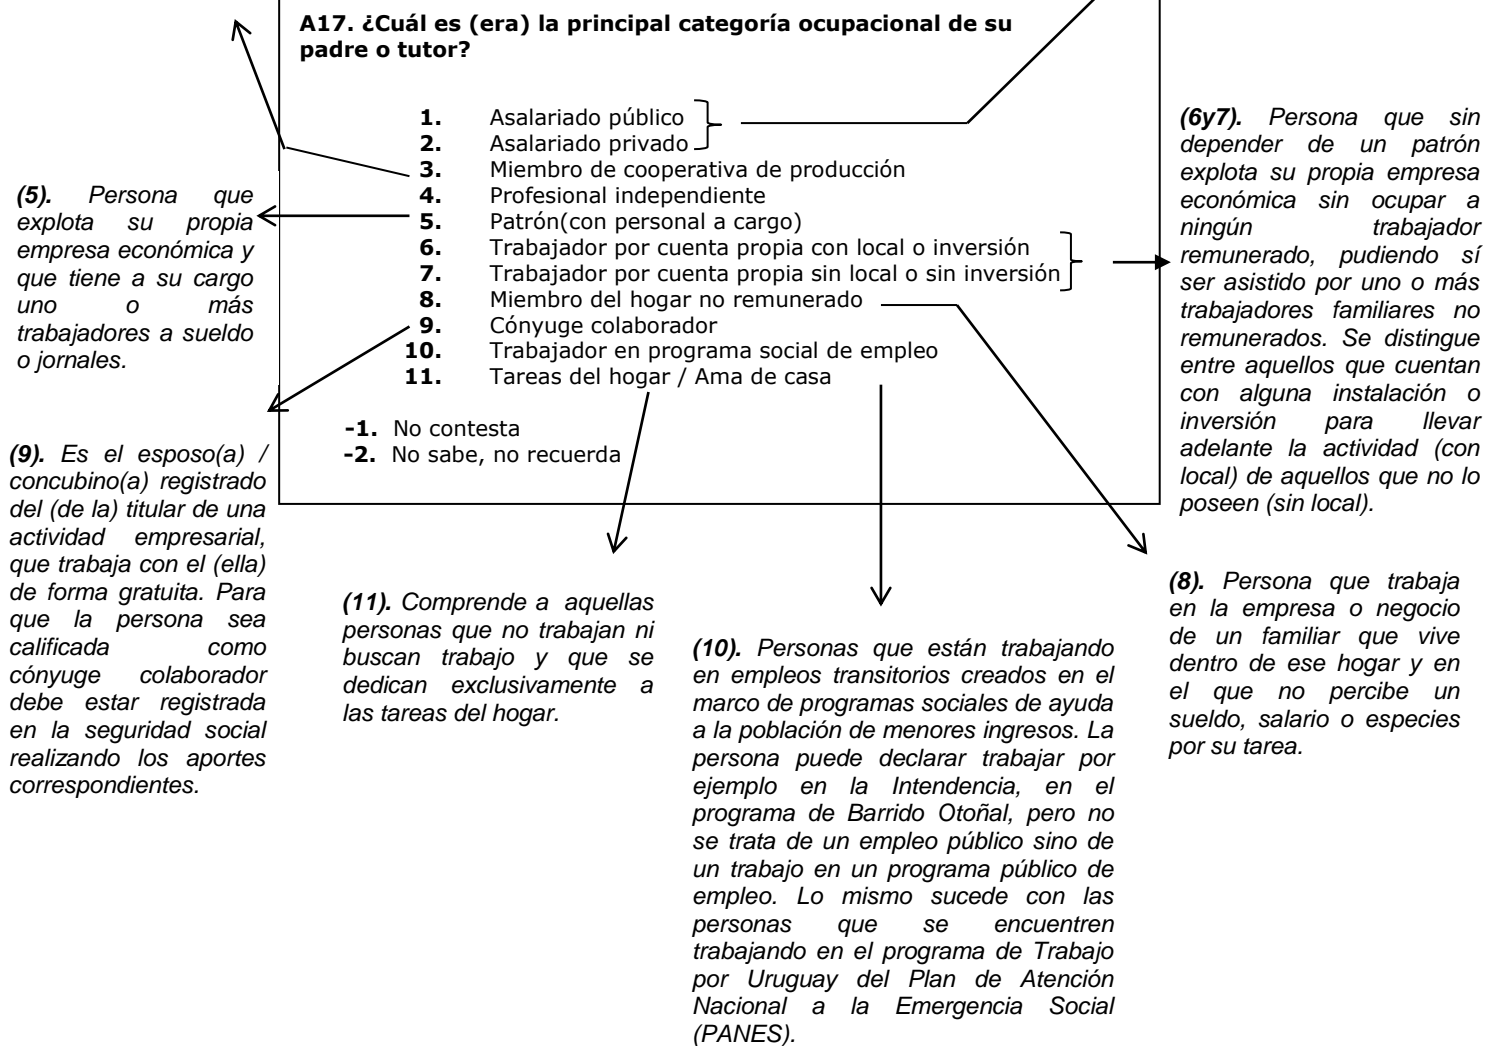 A17. ¿Cuál es (era) la principal categoría ocupacional de su
padre o tutor?
1. Asalariado público
2. Asalariado privado
3. Miembro de cooperativa de producción
4. Profesional independiente
5. Patrón(con personal a cargo)
6. Trabajador por cuenta propia con local o inversión
7. Trabajador por cuenta propia sin local o sin inversión
8. Miembro del hogar no remunerado
9. Cónyuge colaborador
10. Trabajador en programa social de empleo
11. Tareas del hogar / Ama de casa
-1. No contesta
-2. No sabe, no recuerda
(5). Persona que
explota su propia
empresa económica y
que tiene a su cargo
uno o más
trabajadores a sueldo
o jornales.
(9). Es el esposo(a) /
concubino(a) registrado
del (de la) titular de una
actividad empresarial,
que trabaja con el (ella)
de forma gratuita. Para
que la persona sea
calificada como
cónyuge colaborador
debe estar registrada
en la seguridad social
realizando los aportes
correspondientes.
(11). Comprende a aquellas
personas que no trabajan ni
buscan trabajo y que se
dedican exclusivamente a
las tareas del hogar.
(10). Personas que están trabajando
en empleos transitorios creados en el
marco de programas sociales de ayuda
a la población de menores ingresos. La
persona puede declarar trabajar por
ejemplo en la Intendencia, en el
programa de Barrido Otoñal, pero no
se trata de un empleo público sino de
un trabajo en un programa público de
empleo. Lo mismo sucede con las
personas que se encuentren
trabajando en el programa de Trabajo
por Uruguay del Plan de Atención
Nacional a la Emergencia Social
(PANES).
(6y7). Persona que sin
depender de un patrón
explota su propia empresa
económica sin ocupar a
ningún trabajador
remunerado, pudiendo sí
ser asistido por uno o más
trabajadores familiares no
remunerados. Se distingue
entre aquellos que cuentan
con alguna instalación o
inversión para llevar
adelante la actividad (con
local) de aquellos que no lo
poseen (sin local).
(8). Persona que trabaja
en la empresa o negocio
de un familiar que vive
dentro de ese hogar y en
el que no percibe un
sueldo, salario o especies
por su tarea.